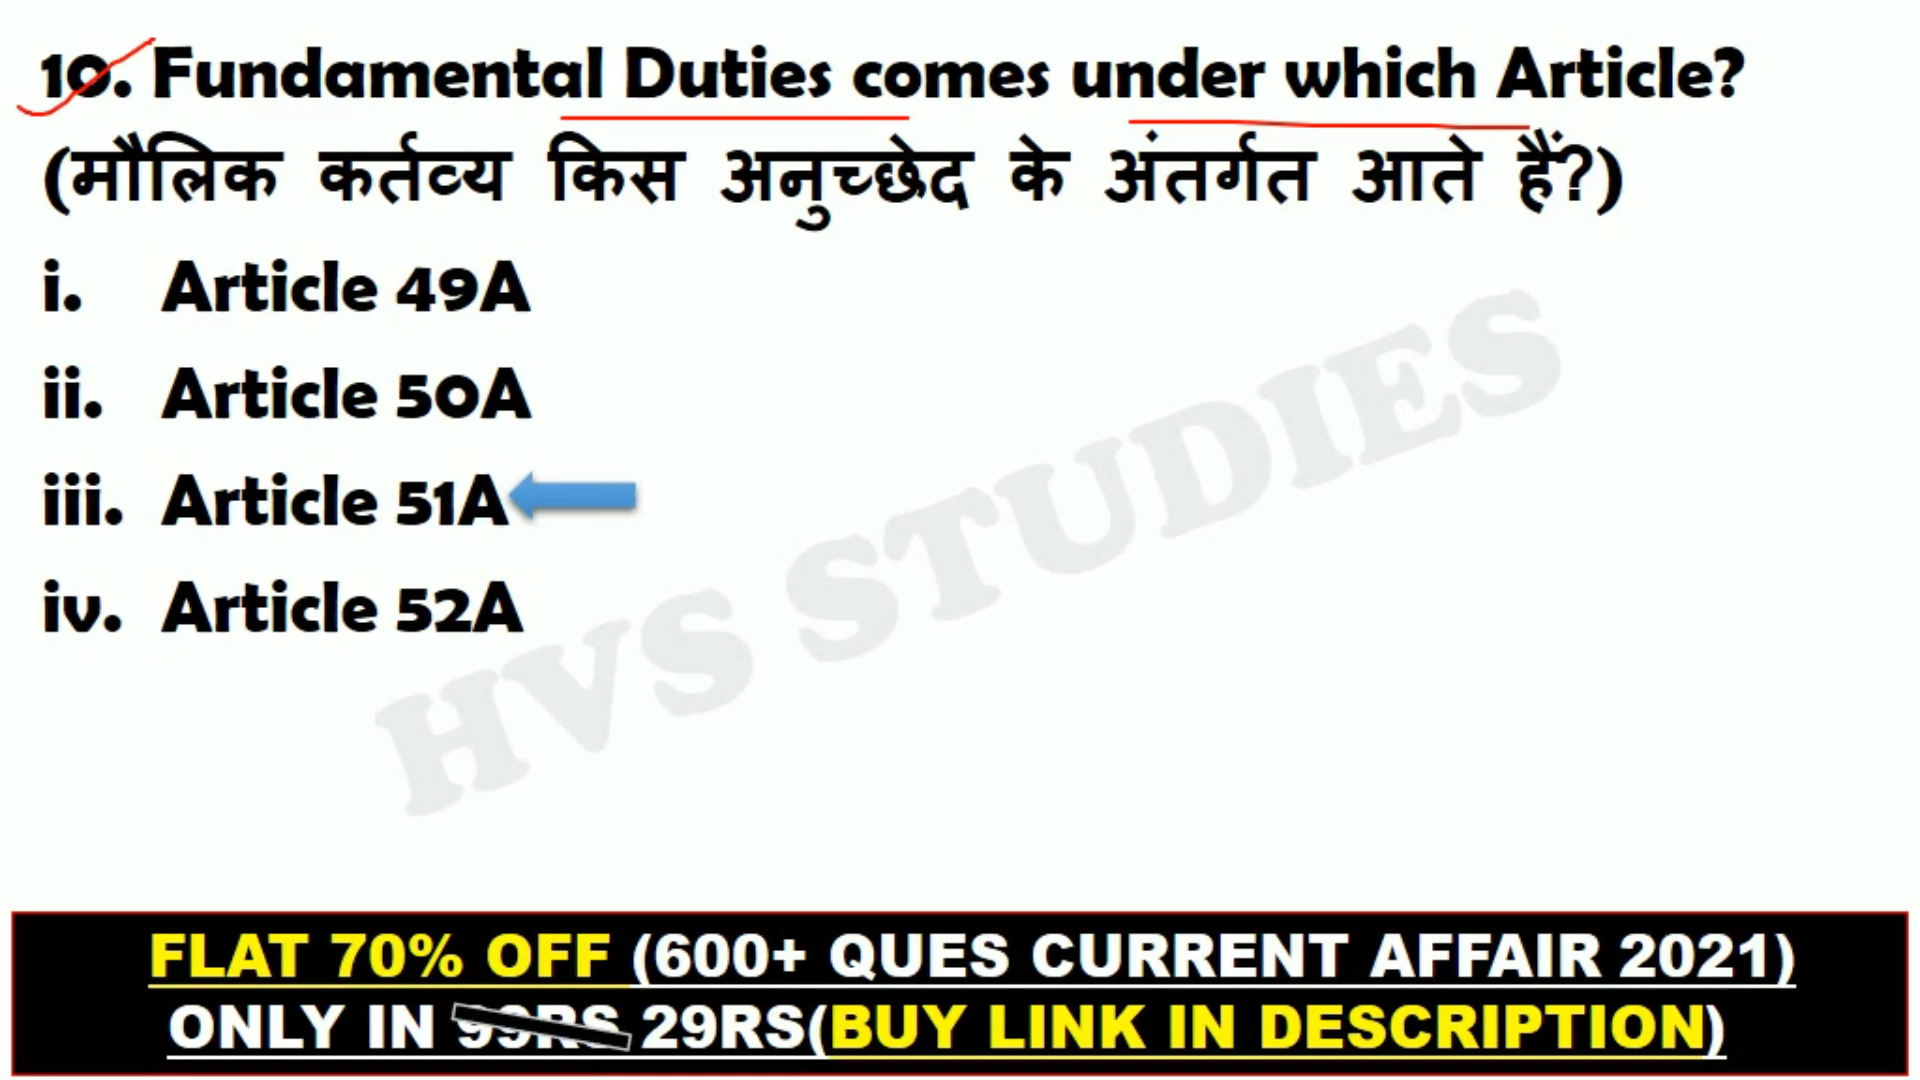 10. Fundamental Duties comes under which Article?
(मौलिक कर्तव्य किस अनुच्छेद के अंतर्गत आते हैं?)
i. Article 49A
ii. Article 50A
iii. Article 51A
iv. Article 52A
HVS STUDIES
FLAT 70% OFF (600+ QUES CURRENT AFFAIR 2021)
ONLY IN 99RS 29RS(BUY LINK IN DESCRIPTION)